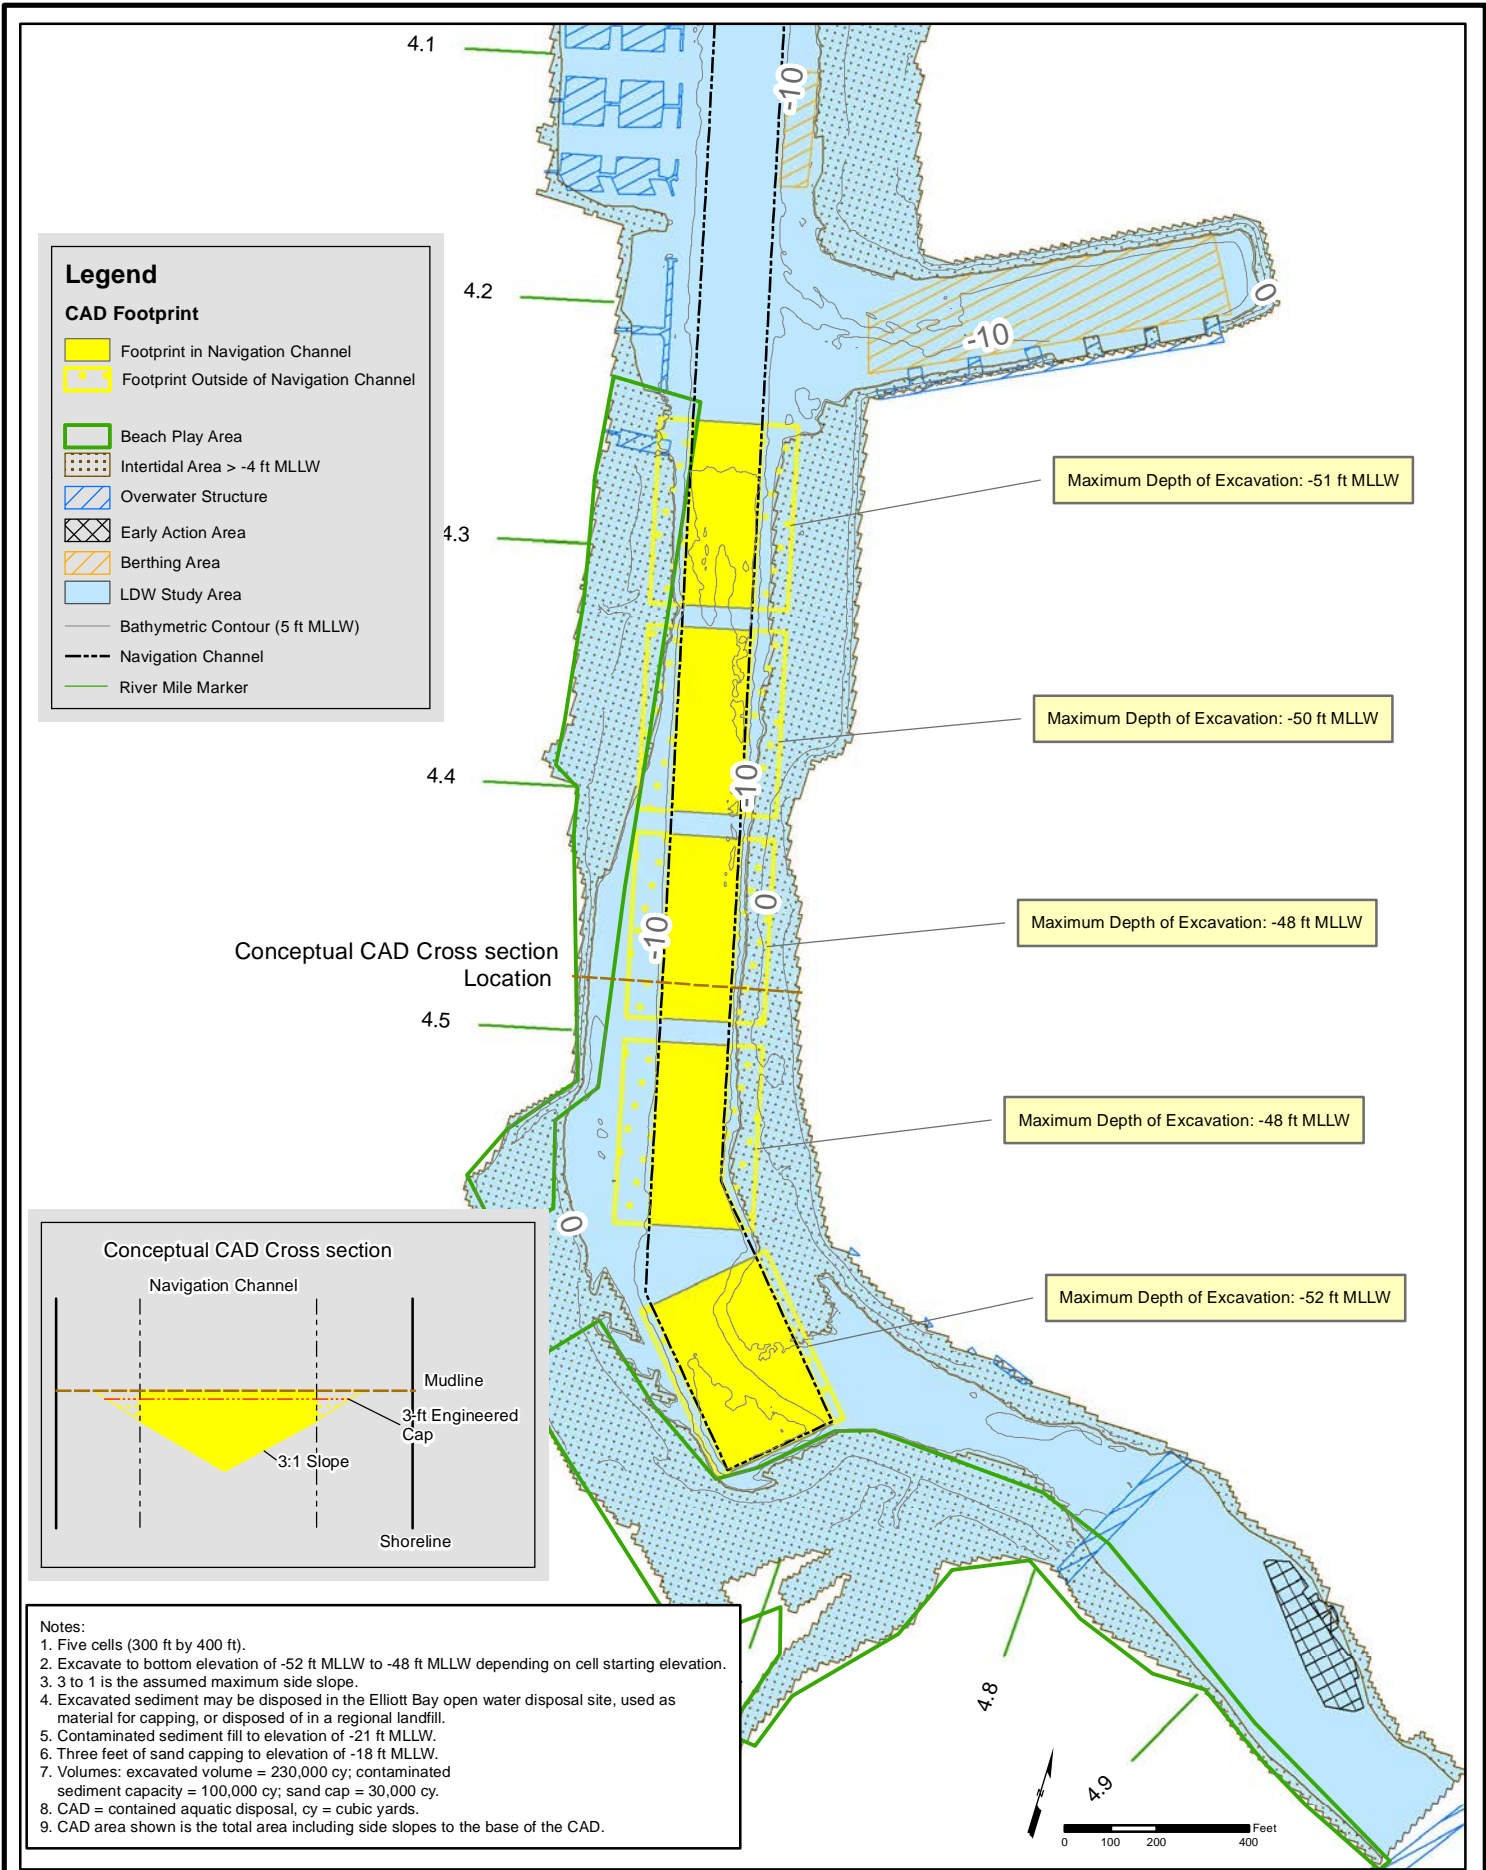 4.1
-10
4.2
0
-10
Legend
CAD Footprint
Footprint in Navigation Channel
Footprint Outside of Navigation Channel
Beach Play Area
Intertidal Area > -4 ft MLLW
Overwater Structure
Early Action Area
Berthing Area
LDW Study Area
Bathymetric Contour (5 ft MLLW)
Navigation Channel
River Mile Marker
Maximum Depth of Excavation: -51 ft MLLW
4.3
Maximum Depth of Excavation: -50 ft MLLW
4.4
-10
0
Maximum Depth of Excavation: -48 ft MLLW
-10
Conceptual CAD Cross section
Location
4.5
Maximum Depth of Excavation: -48 ft MLLW
0
Maximum Depth of Excavation: -52 ft MLLW
Conceptual CAD Cross section
Navigation Channel
Mudline
3-ft Engineered
Cap
3:1 Slope
Shoreline
Notes:
1. Five cells (300 ft by 400 ft).
2. Excavate to bottom elevation of -52 ft MLLW to -48 ft MLLW depending on cell starting elevation.
3. 3 to 1 is the assumed maximum side slope.
4. Excavated sediment may be disposed in the Elliott Bay open water disposal site, used as
material for capping, or disposed of in a regional landfill.
5. Contaminated sediment fill to elevation of -21 ft MLLW.
6. Three feet of sand capping to elevation of -18 ft MLLW.
7. Volumes: excavated volume = 230,000 cy; contaminated
sediment capacity = 100,000 cy; sand cap = 30,000 cy.
8. CAD = contained aquatic disposal, cy = cubic yards.
9. CAD area shown is the total area including side slopes to the base of the CAD.
4.8
4.9
N
Feet
0 100 200 400